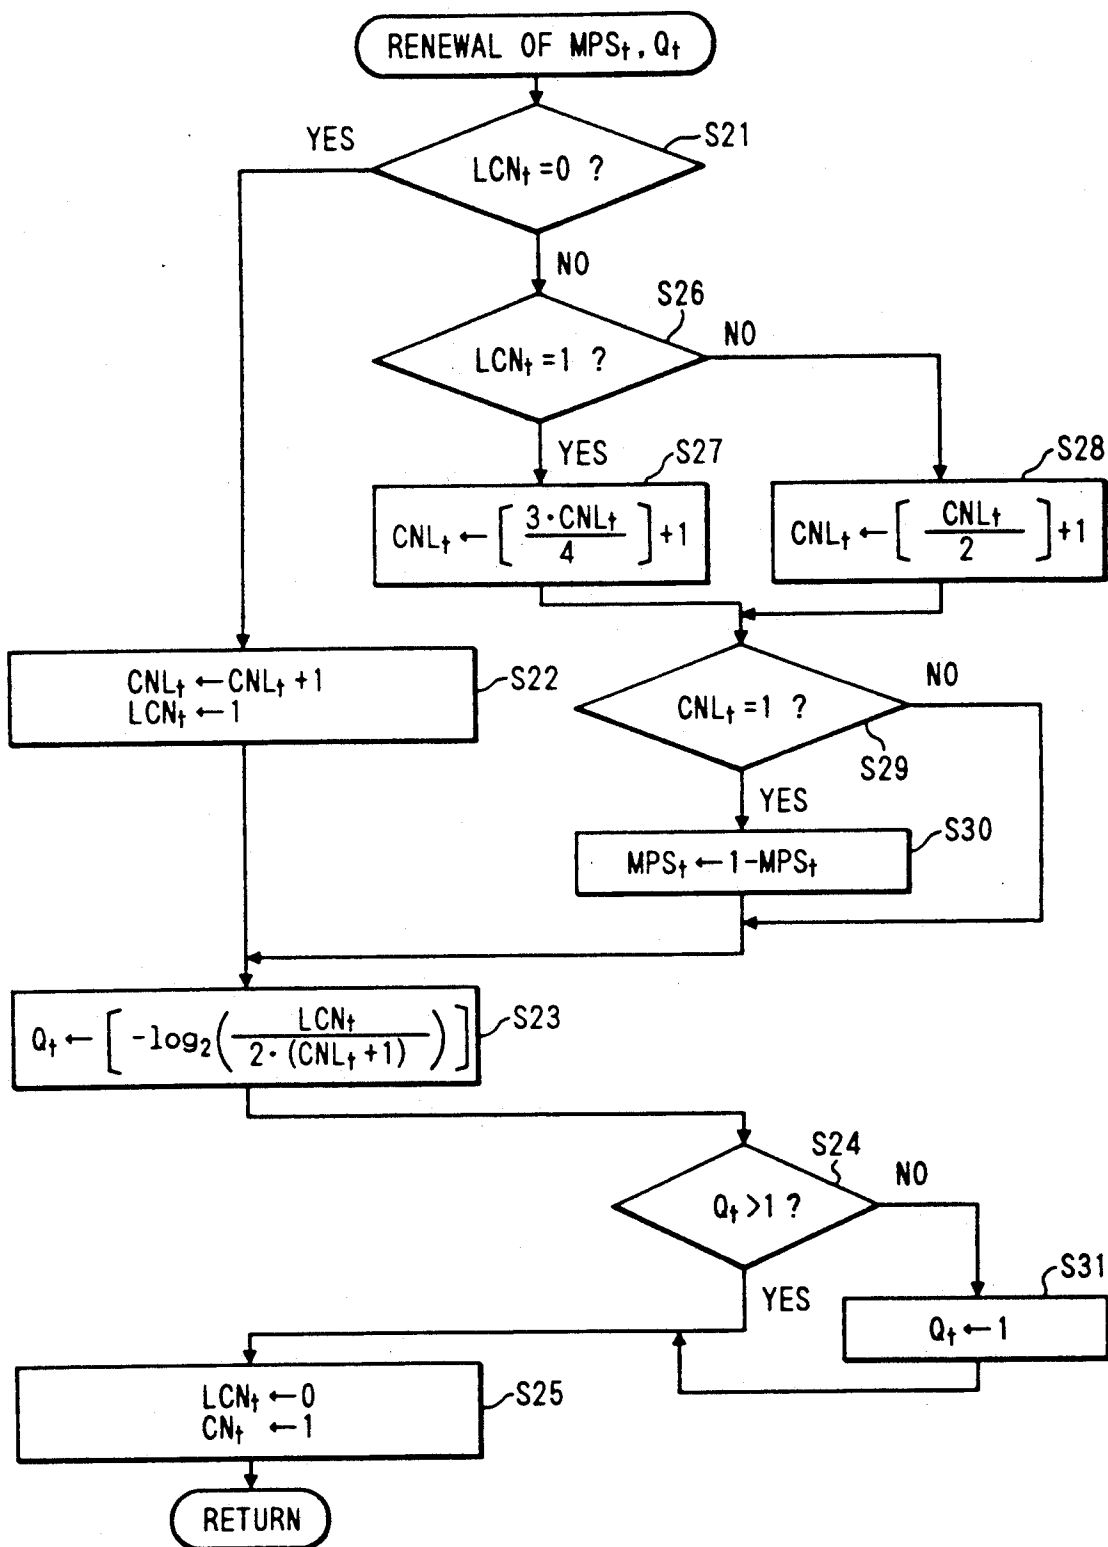 RENEWAL OF MPSt, Qt
S21
YES
LCNt=0 ?
NO
S26
NO
LCNt=1 ?
YES
S27
S28
CNLt←[3·CNLt/4]+1
CNLt←[CNLt/2]+1
CNLt←CNLt+1
LCNt←1
S22
CNLt=1 ?
NO
S29
YES
S30
MPSt←1-MPSt
Qt←[-log2(LCNt/2·(CNLt+1))]
S23
S24
NO
Qt>1 ?
YES
S31
Qt←1
LCNt←0
CNt←1
S25
RETURN